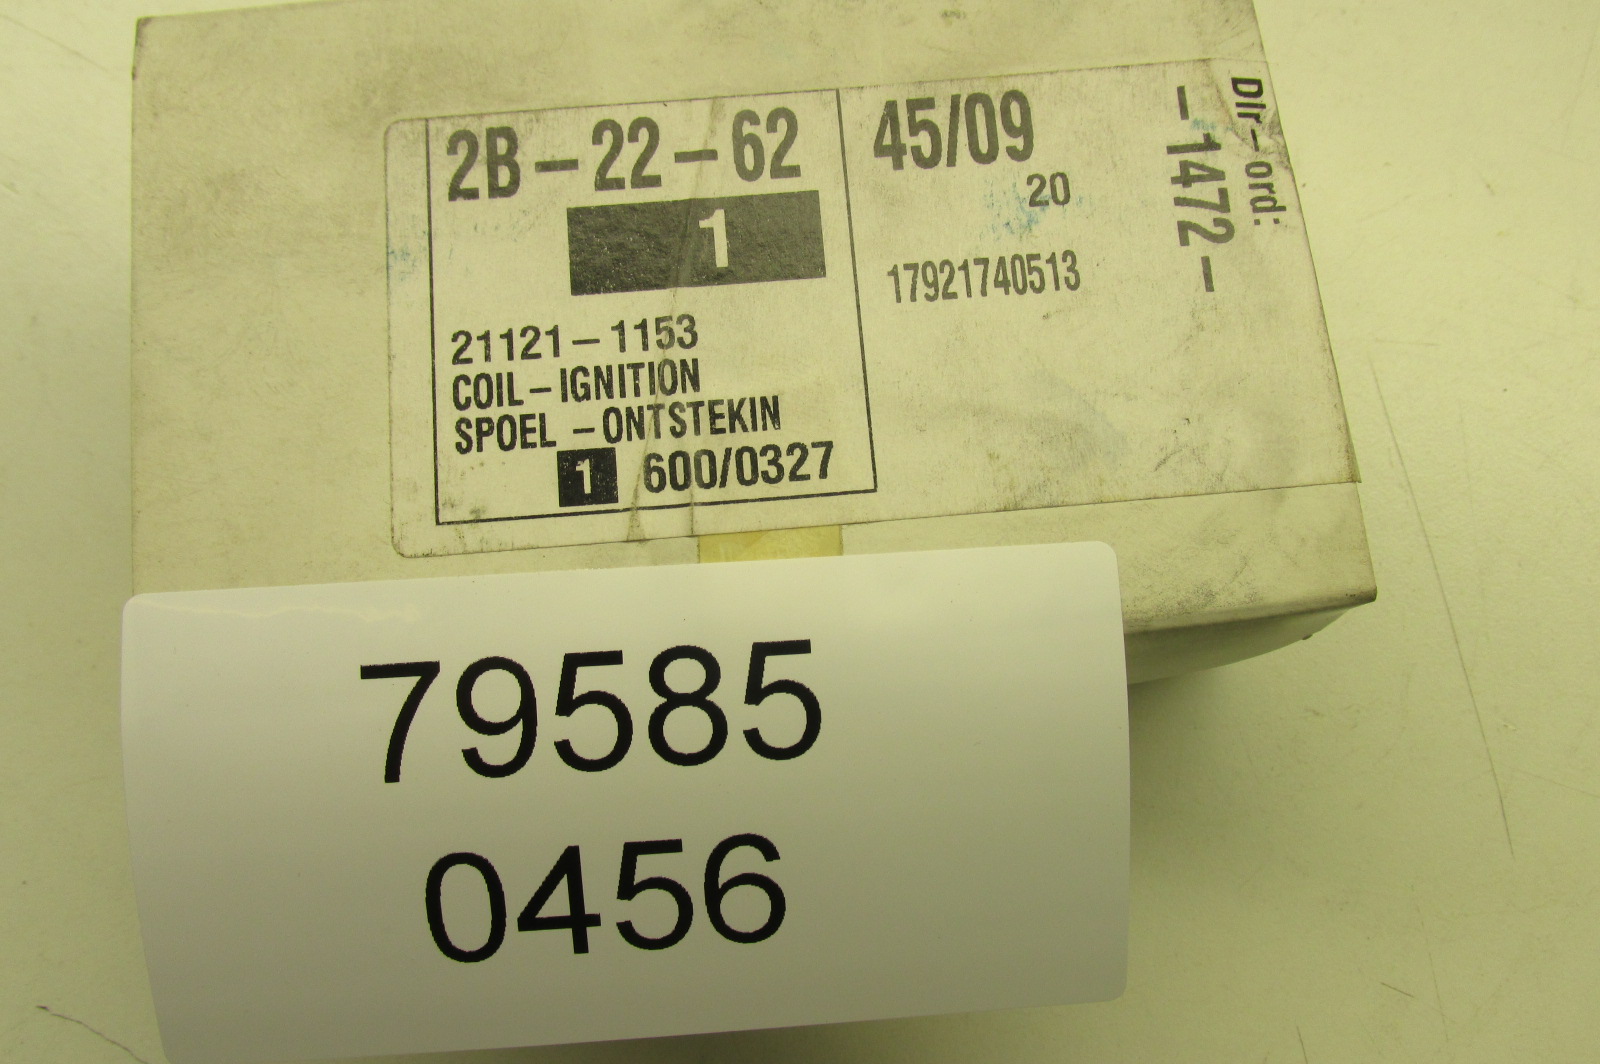 2B-22-62
1
21121-1153
COIL-IGNITION
SPOEL -ONTSTEKIN
1 600/0327
45/09
20
17921740513
Dlr-ord:
-1472-
79585
0456